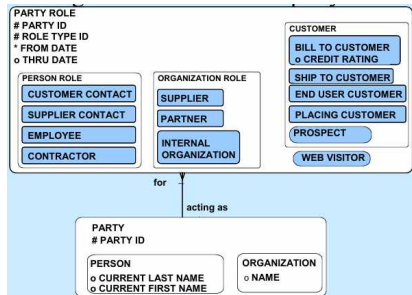 PARTY ROLE
# PARTY ID
# ROLE TYPE ID
* FROM DATE
o THRU DATE
PERSON ROLE
CUSTOMER CONTACT
SUPPLIER CONTACT
EMPLOYEE
CONTRACTOR
ORGANIZATION ROLE
SUPPLIER
PARTNER
INTERNAL
ORGANIZATION
CUSTOMER
BILL TO CUSTOMER
o CREDIT RATING
SHIP TO CUSTOMER
END USER CUSTOMER
PLACING CUSTOMER
PROSPECT
WEB VISITOR
for
acting as
PARTY
# PARTY ID
PERSON
o CURRENT LAST NAME
o CURRENT FIRST NAME
ORGANIZATION
o NAME